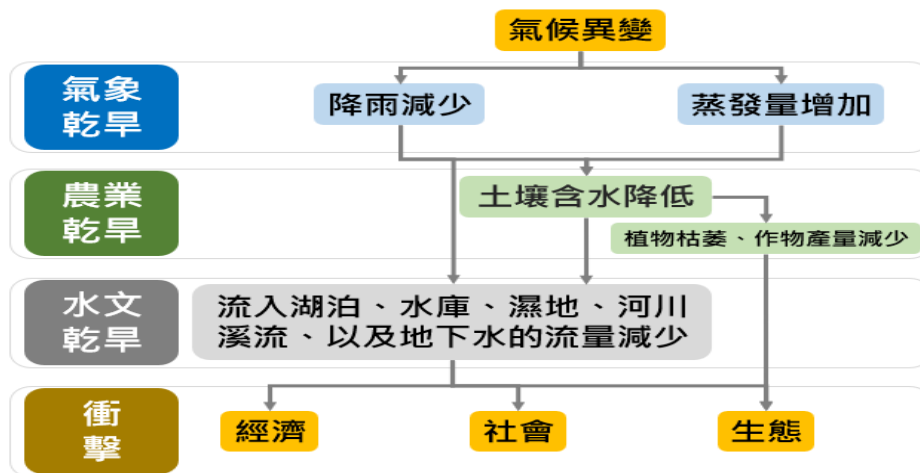 氣候異變
氣象
乾旱
降雨減少
蒸發量增加
農業
乾旱
土壤含水降低
植物枯萎、作物產量減少
水文
乾旱
流入湖泊、水庫、濕地、河川
溪流、以及地下水的流量減少
衝
擊
經濟
社會
生態